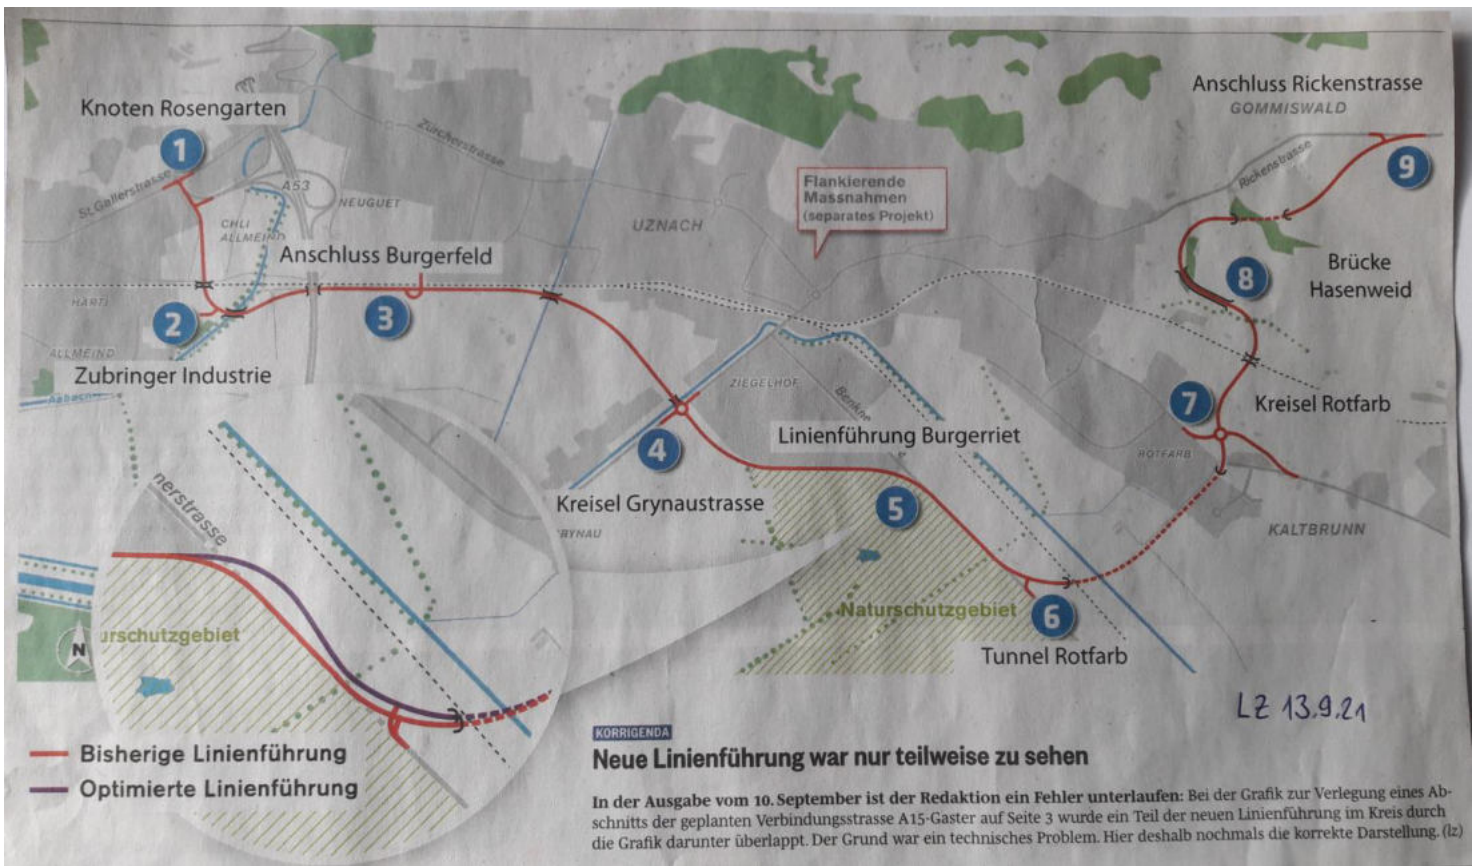 Anschluss Rickenstrasse
GOMMISWALD
Knoten Rosengarten
1
Zürcherstrasse
9
Rickenstrasse
St.Gallerstrasse
A53
NEUGUET
Flankierende
Massnahmen
(separates Projekt)
CHLI
ALLMEIND
UZNACH
Anschluss Burgerfeld
Brücke
Hasenweid
8
2
3
ALLMEIND
Zubringer Industrie
Aabach
ZIEGELHOF
7
Kreisel Rotfarb
4
Linienführung Burgerriet
ROTFARB
Kreisel Grynaustrasse
5
nerstrasse
RYNAU
KALTBRUNN
Naturschutzgebiet
6
urschutzgebiet
N
Tunnel Rotfarb
LZ 13.9.21
Bisherige Linienführung
Optimierte Linienführung
KORRIGENDA
Neue Linienführung war nur teilweise zu sehen
In der Ausgabe vom 10. September ist der Redaktion ein Fehler unterlaufen: Bei der Grafik zur Verlegung eines Ab-
schnitts der geplanten Verbindungsstrasse A15-Gaster auf Seite 3 wurde ein Teil der neuen Linienführung im Kreis durch
die Grafik darunter überlappt. Der Grund war ein technisches Problem. Hier deshalb nochmals die korrekte Darstellung. (lz)